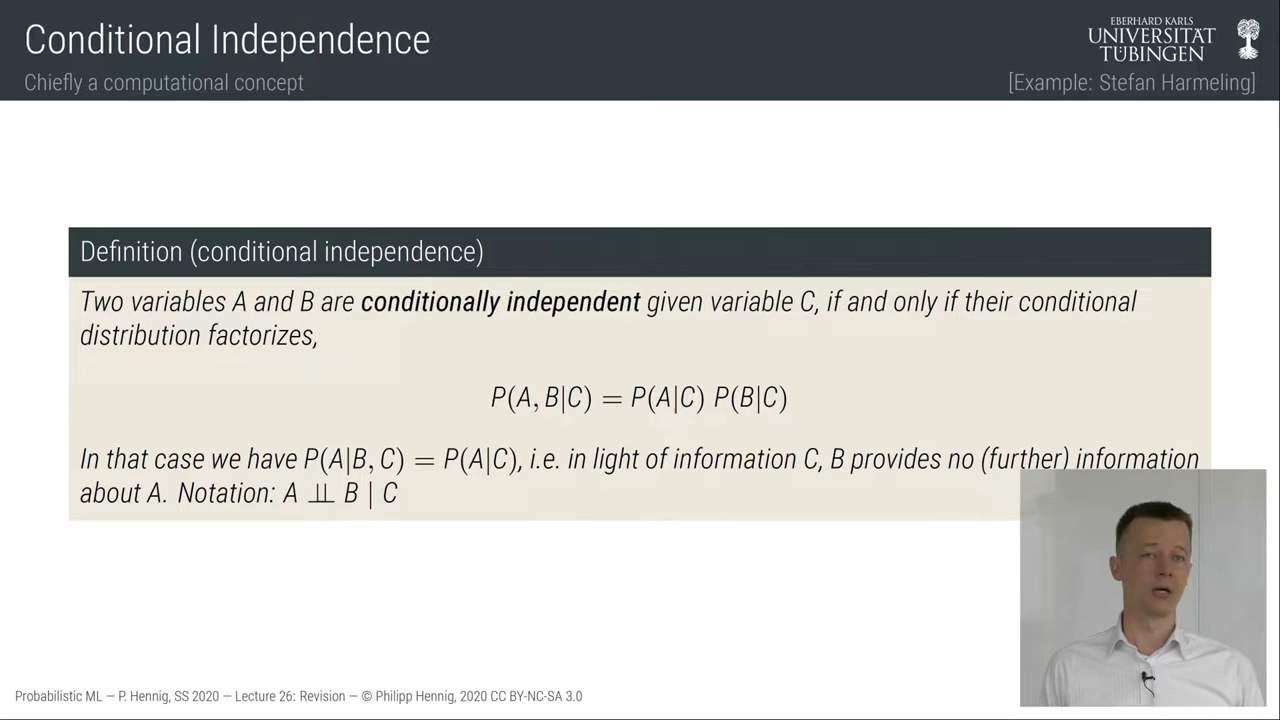 Conditional Independence
Chiefly a computational concept
EBERHARD KARLS
UNIVERSITÄT
TÜBINGEN
[Example: Stefan Harmeling]
Definition (conditional independence)
Two variables A and B are conditionally independent given variable C, if and only if their conditional
distribution factorizes,
P(A, B|C) = P(A|C) P(B|C)
In that case we have P(A|B, C) = P(A|C), i.e. in light of information C, B provides no (further) information
about A. Notation: A ⫫ B | C
Probabilistic ML — P. Hennig, SS 2020 — Lecture 26: Revision — © Philipp Hennig, 2020 CC BY-NC-SA 3.0